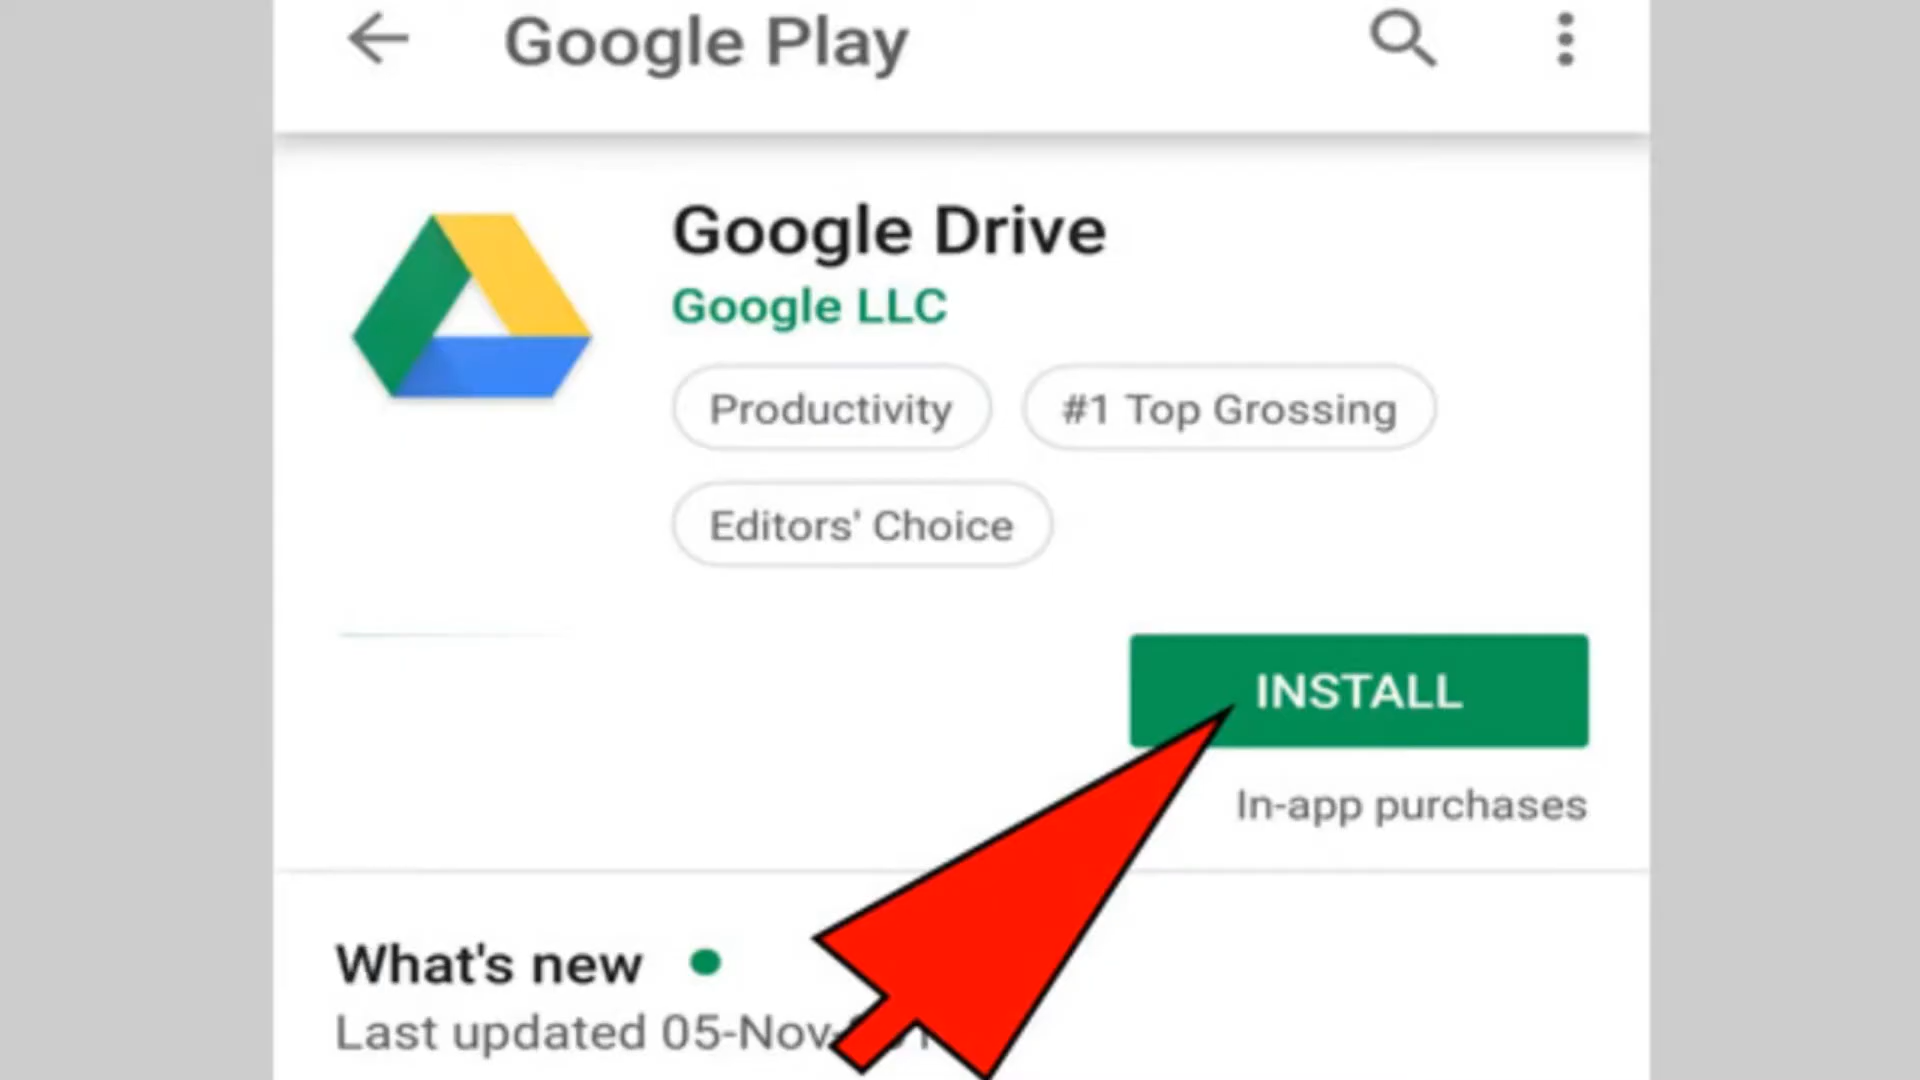 Google Play
Google Drive
Google LLC
Productivity
#1 Top Grossing
Editors' Choice
INSTALL
In-app purchases
What's new
Last updated 05-Nov-